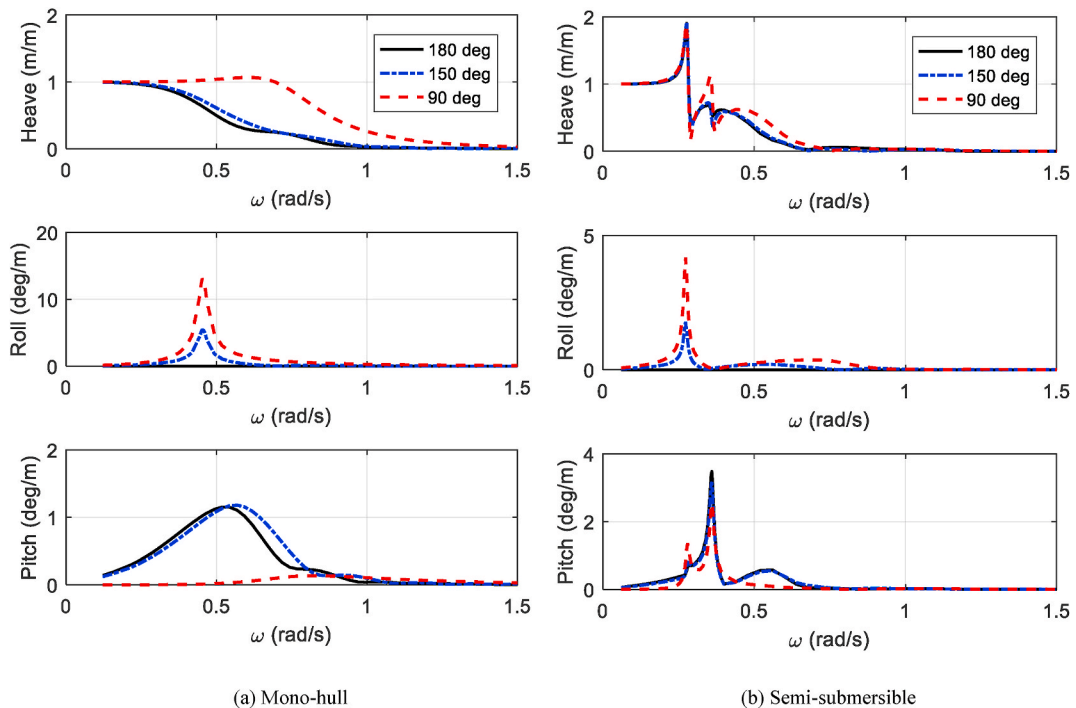 Heave (m/m)
2
1
0
0
0.5
1
1.5
ω (rad/s)
180 deg
150 deg
90 deg
Roll (deg/m)
20
10
0
0
0.5
1
1.5
ω (rad/s)
Pitch (deg/m)
2
1
0
0
0.5
1
1.5
ω (rad/s)
(a) Mono-hull
Heave (m/m)
2
1
0
0
0.5
1
1.5
ω (rad/s)
180 deg
150 deg
90 deg
Roll (deg/m)
5
0
0
0.5
1
1.5
ω (rad/s)
Pitch (deg/m)
4
2
0
0
0.5
1
1.5
ω (rad/s)
(b) Semi-submersible